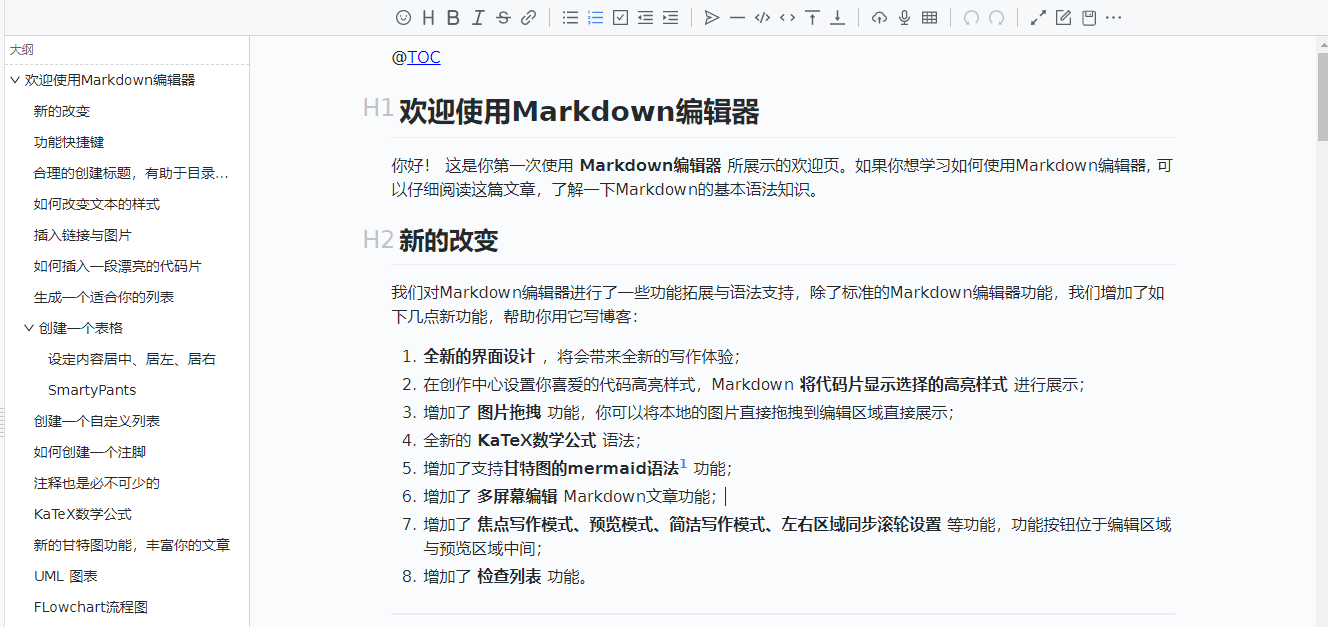 大纲
欢迎使用Markdown编辑器
新的改变
功能快捷键
合理的创建标题，有助于目录...
如何改变文本的样式
插入链接与图片
如何插入一段漂亮的代码片
生成一个适合你的列表
创建一个表格
设定内容居中、居左、居右
SmartyPants
创建一个自定义列表
如何创建一个注脚
注释也是必不可少的
KaTeX数学公式
新的甘特图功能，丰富你的文章
UML 图表
FLowchart流程图
@TOC
H1 欢迎使用Markdown编辑器
你好！ 这是你第一次使用 Markdown编辑器 所展示的欢迎页。如果你想学习如何使用Markdown编辑器, 可
以仔细阅读这篇文章，了解一下Markdown的基本语法知识。
H2 新的改变
我们对Markdown编辑器进行了一些功能拓展与语法支持，除了标准的Markdown编辑器功能，我们增加了如
下几点新功能，帮助你用它写博客：
1. 全新的界面设计 ，将会带来全新的写作体验；
2. 在创作中心设置你喜爱的代码高亮样式，Markdown 将代码片显示选择的高亮样式 进行展示；
3. 增加了 图片拖拽 功能，你可以将本地的图片直接拖拽到编辑区域直接展示；
4. 全新的 KaTeX数学公式 语法；
5. 增加了支持甘特图的mermaid语法1 功能；
6. 增加了 多屏幕编辑 Markdown文章功能；
7. 增加了 焦点写作模式、预览模式、简洁写作模式、左右区域同步滚轮设置 等功能，功能按钮位于编辑区域
与预览区域中间；
8. 增加了 检查列表 功能。